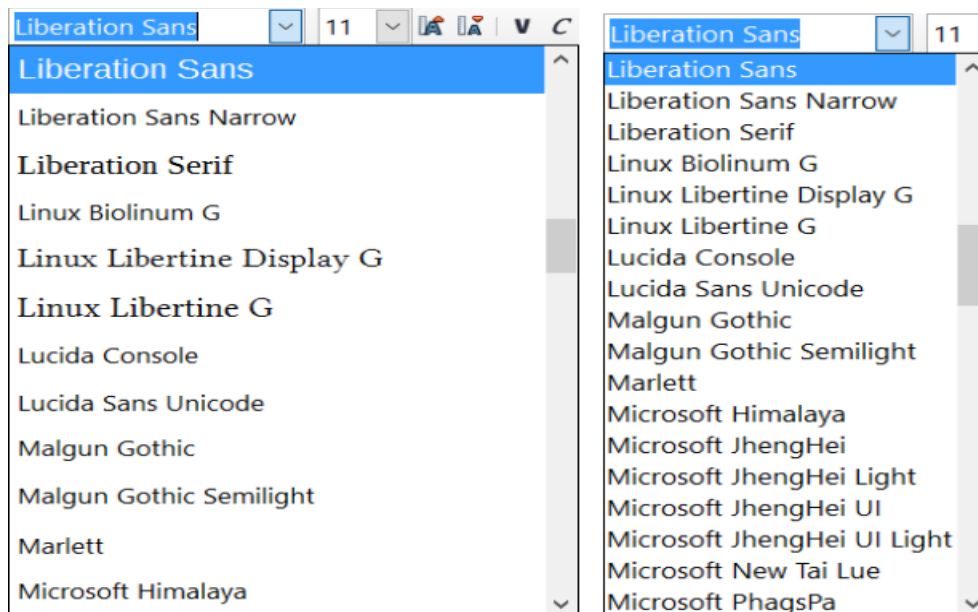 Liberation Sans 11 V C
Liberation Sans
Liberation Sans Narrow
Liberation Serif
Linux Biolinum G
Linux Libertine Display G
Linux Libertine G
Lucida Console
Lucida Sans Unicode
Malgun Gothic
Malgun Gothic Semilight
Marlett
Microsoft Himalaya
Liberation Sans 11
Liberation Sans
Liberation Sans Narrow
Liberation Serif
Linux Biolinum G
Linux Libertine Display G
Linux Libertine G
Lucida Console
Lucida Sans Unicode
Malgun Gothic
Malgun Gothic Semilight
Marlett
Microsoft Himalaya
Microsoft JhengHei
Microsoft JhengHei Light
Microsoft JhengHei UI
Microsoft JhengHei UI Light
Microsoft New Tai Lue
Microsoft PhagsPa